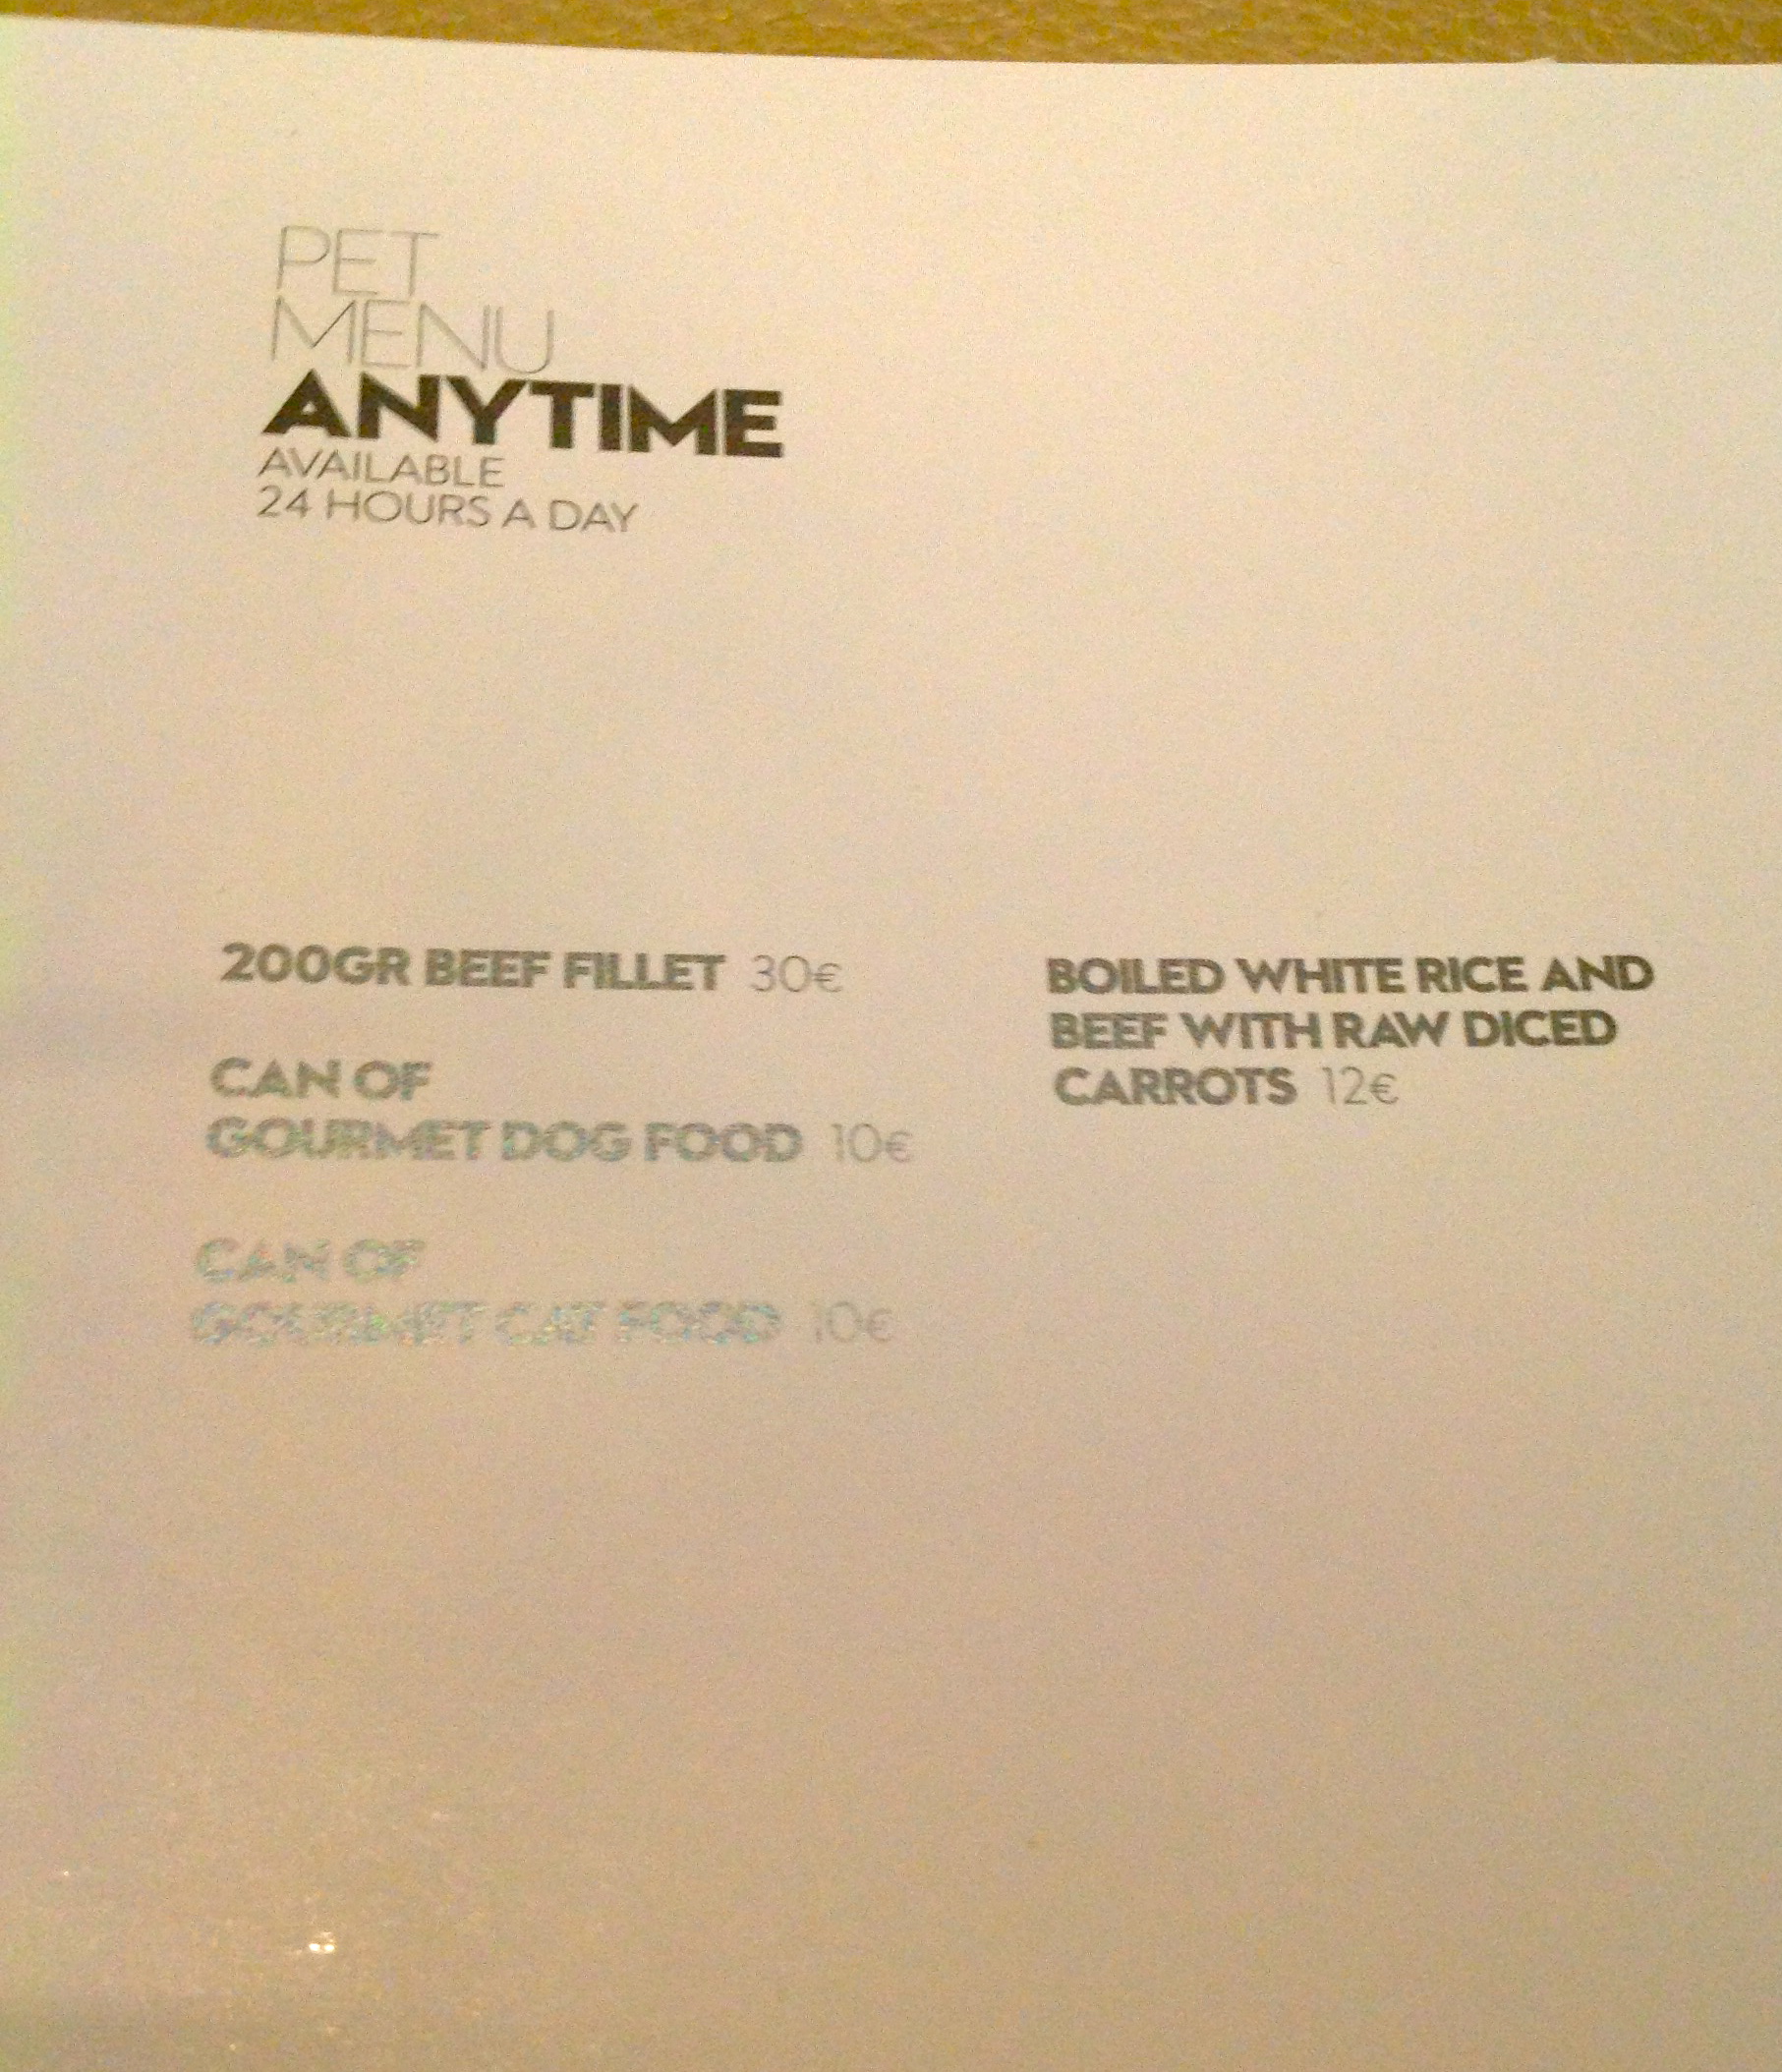 PET
MENU
ANYTIME
AVAILABLE
24 HOURS A DAY
200GR BEEF FILLET 30€
CAN OF
GOURMET DOG FOOD 10€
CAN OF
GOURMET CAT FOOD 10€
BOILED WHITE RICE AND
BEEF WITH RAW DICED
CARROTS 12€